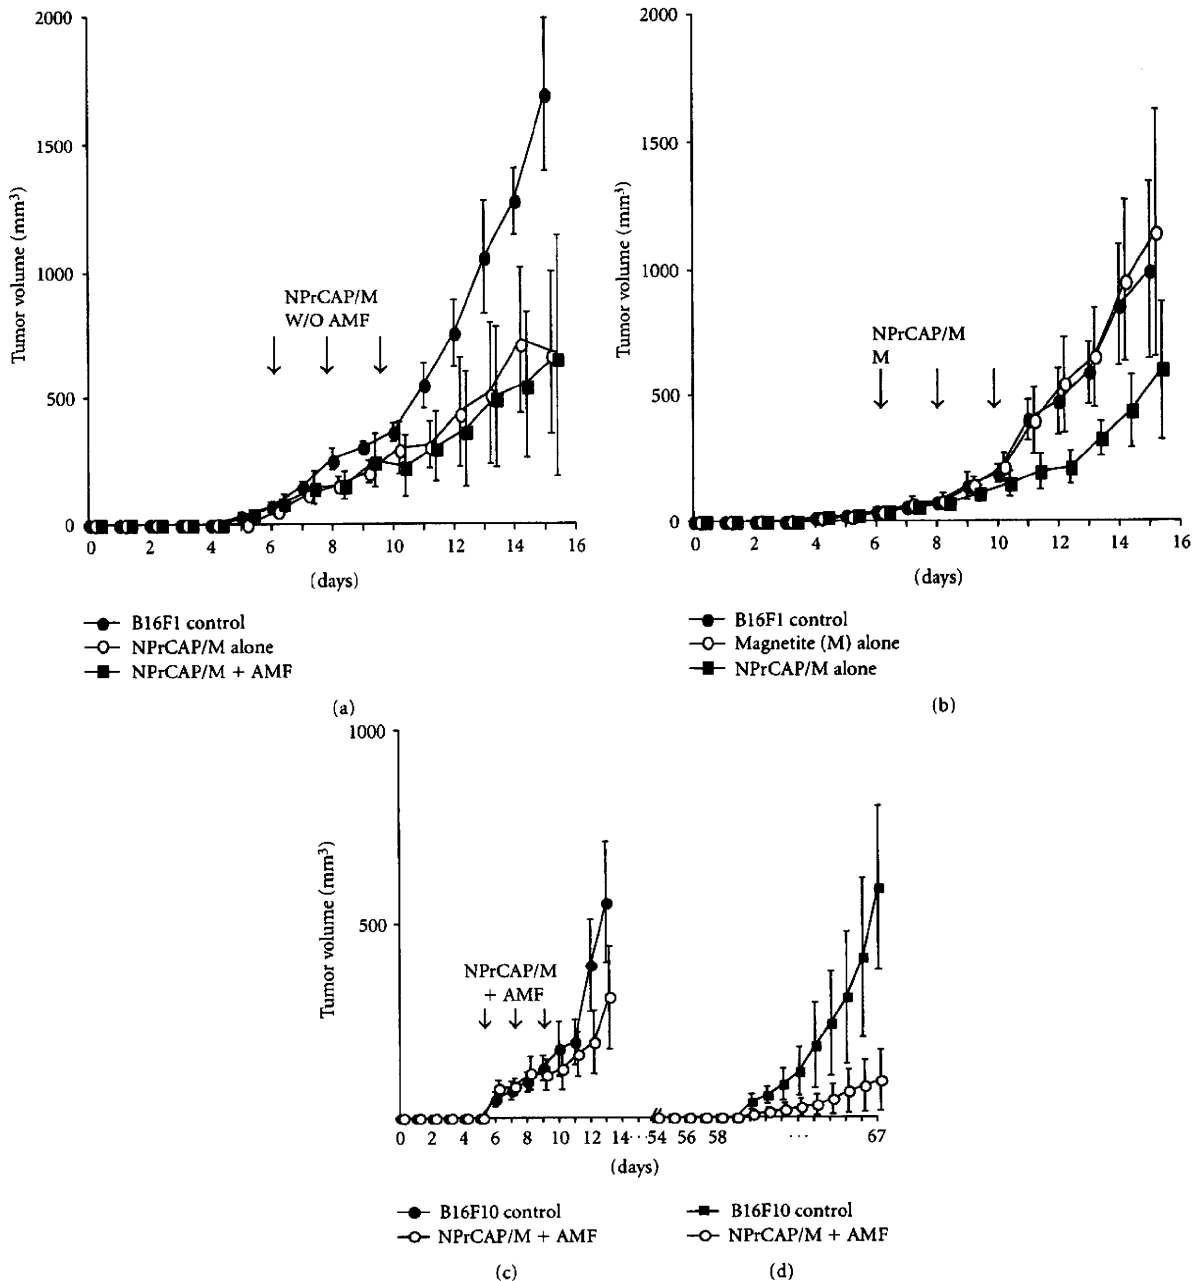 2000
1500
1000
500
0
Tumor volume (mm³)
NPrCAP/M
W/O AMF
0 2 4 6 8 10 12 14 16
(days)
B16F1 control
NPrCAP/M alone
NPrCAP/M + AMF
(a)
2000
1500
1000
500
0
Tumor volume (mm³)
NPrCAP/M
M
0 2 4 6 8 10 12 14 16
(days)
B16F1 control
Magnetite (M) alone
NPrCAP/M alone
(b)
1000
500
Tumor volume (mm³)
NPrCAP/M
+ AMF
0 2 4 6 8 10 12 14 ··· 54 56 58 ··· 67
(days)
B16F10 control
NPrCAP/M + AMF
(c)
B16F10 control
NPrCAP/M + AMF
(d)